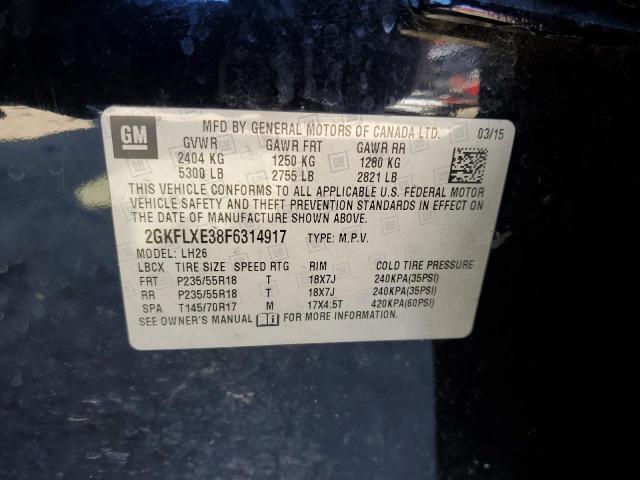 GM
MFD BY GENERAL MOTORS OF CANADA LTD. 03/15
GVWR GAWR FRT GAWR RR
2404 KG 1250 KG 1280 KG
5300 LB 2755 LB 2821 LB
THIS VEHICLE CONFORMS TO ALL APPLICABLE U.S. FEDERAL MOTOR
VEHICLE SAFETY AND THEFT PREVENTION STANDARDS IN EFFECT ON
THE DATE OF MANUFACTURE SHOWN ABOVE.
2GKFLXE38F6314917 TYPE: M.P.V.
MODEL: LH26
LBCX TIRE SIZE SPEED RTG RIM COLD TIRE PRESSURE
FRT P235/55R18 T 18X7J 240KPA(35PSI)
RR P235/55R18 T 18X7J 240KPA(35PSI)
SPA T145/70R17 M 17X4.5T 420KPA(60PSI)
SEE OWNER'S MANUAL FOR MORE INFORMATION.